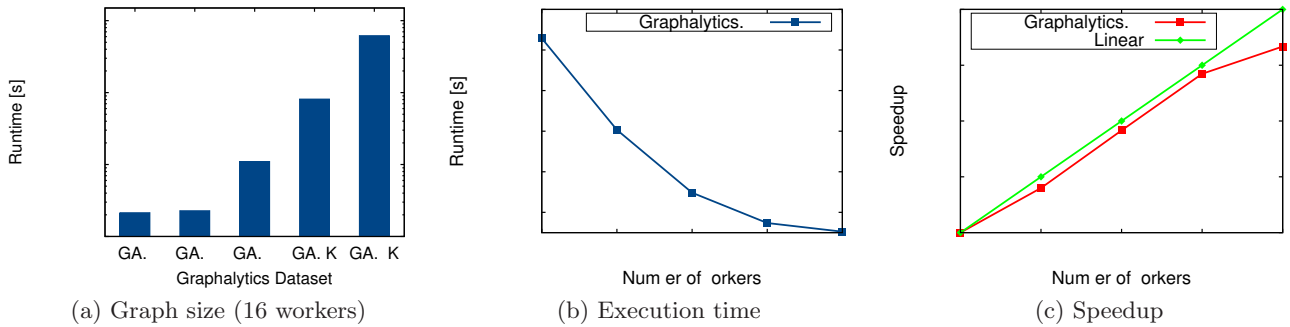 Runtime [s]
GA. GA. GA. GA. K GA. K
Graphalytics Dataset
(a) Graph size (16 workers)
Graphalytics.
Runtime [s]
Num er of orkers
(b) Execution time
Graphalytics.
Linear
Speedup
Num er of orkers
(c) Speedup